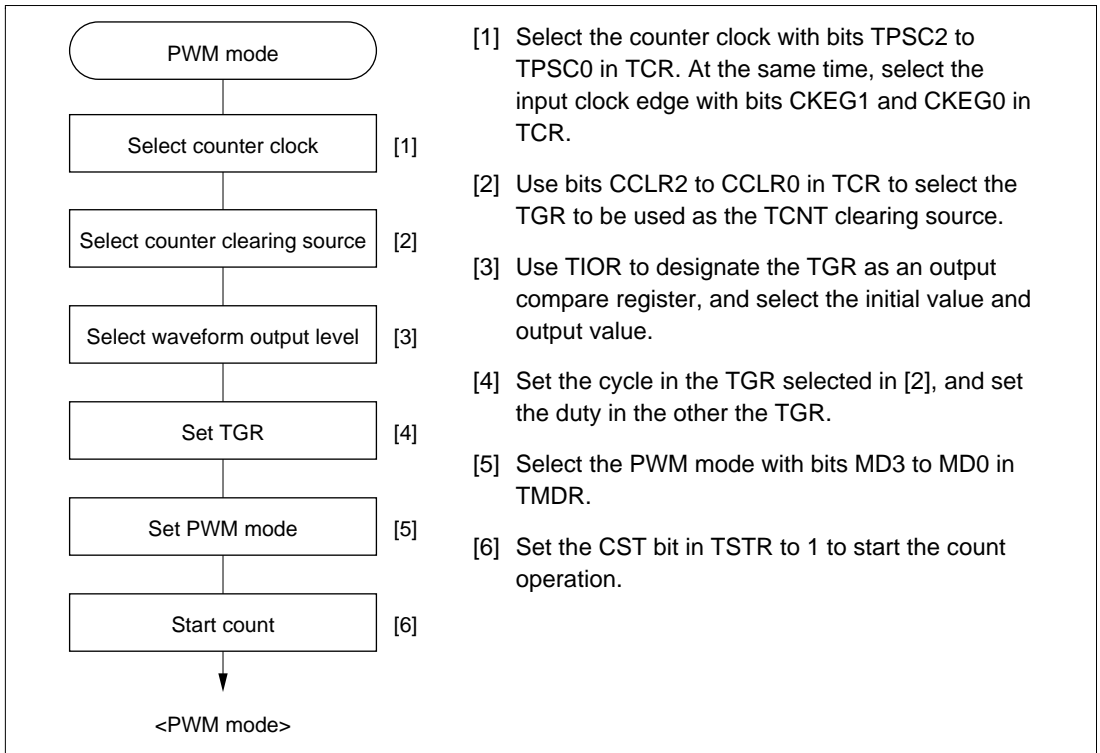 PWM mode
Select counter clock [1]
Select counter clearing source [2]
Select waveform output level [3]
Set TGR [4]
Set PWM mode [5]
Start count [6]
<PWM mode>
[1] Select the counter clock with bits TPSC2 to
TPSC0 in TCR. At the same time, select the
input clock edge with bits CKEG1 and CKEG0 in
TCR.
[2] Use bits CCLR2 to CCLR0 in TCR to select the
TGR to be used as the TCNT clearing source.
[3] Use TIOR to designate the TGR as an output
compare register, and select the initial value and
output value.
[4] Set the cycle in the TGR selected in [2], and set
the duty in the other the TGR.
[5] Select the PWM mode with bits MD3 to MD0 in
TMDR.
[6] Set the CST bit in TSTR to 1 to start the count
operation.